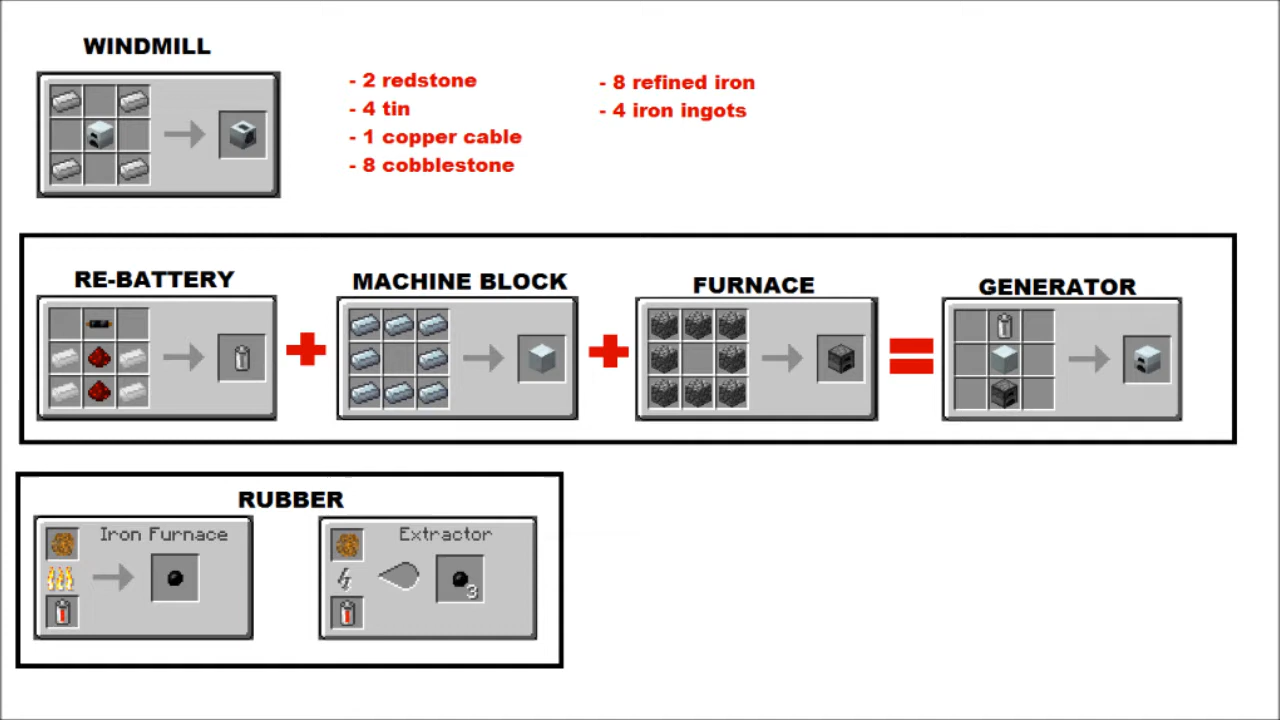 WINDMILL
- 2 redstone
- 4 tin
- 1 copper cable
- 8 cobblestone
- 8 refined iron
- 4 iron ingots
RE-BATTERY
MACHINE BLOCK
FURNACE
GENERATOR
RUBBER
Iron Furnace
Extractor
3